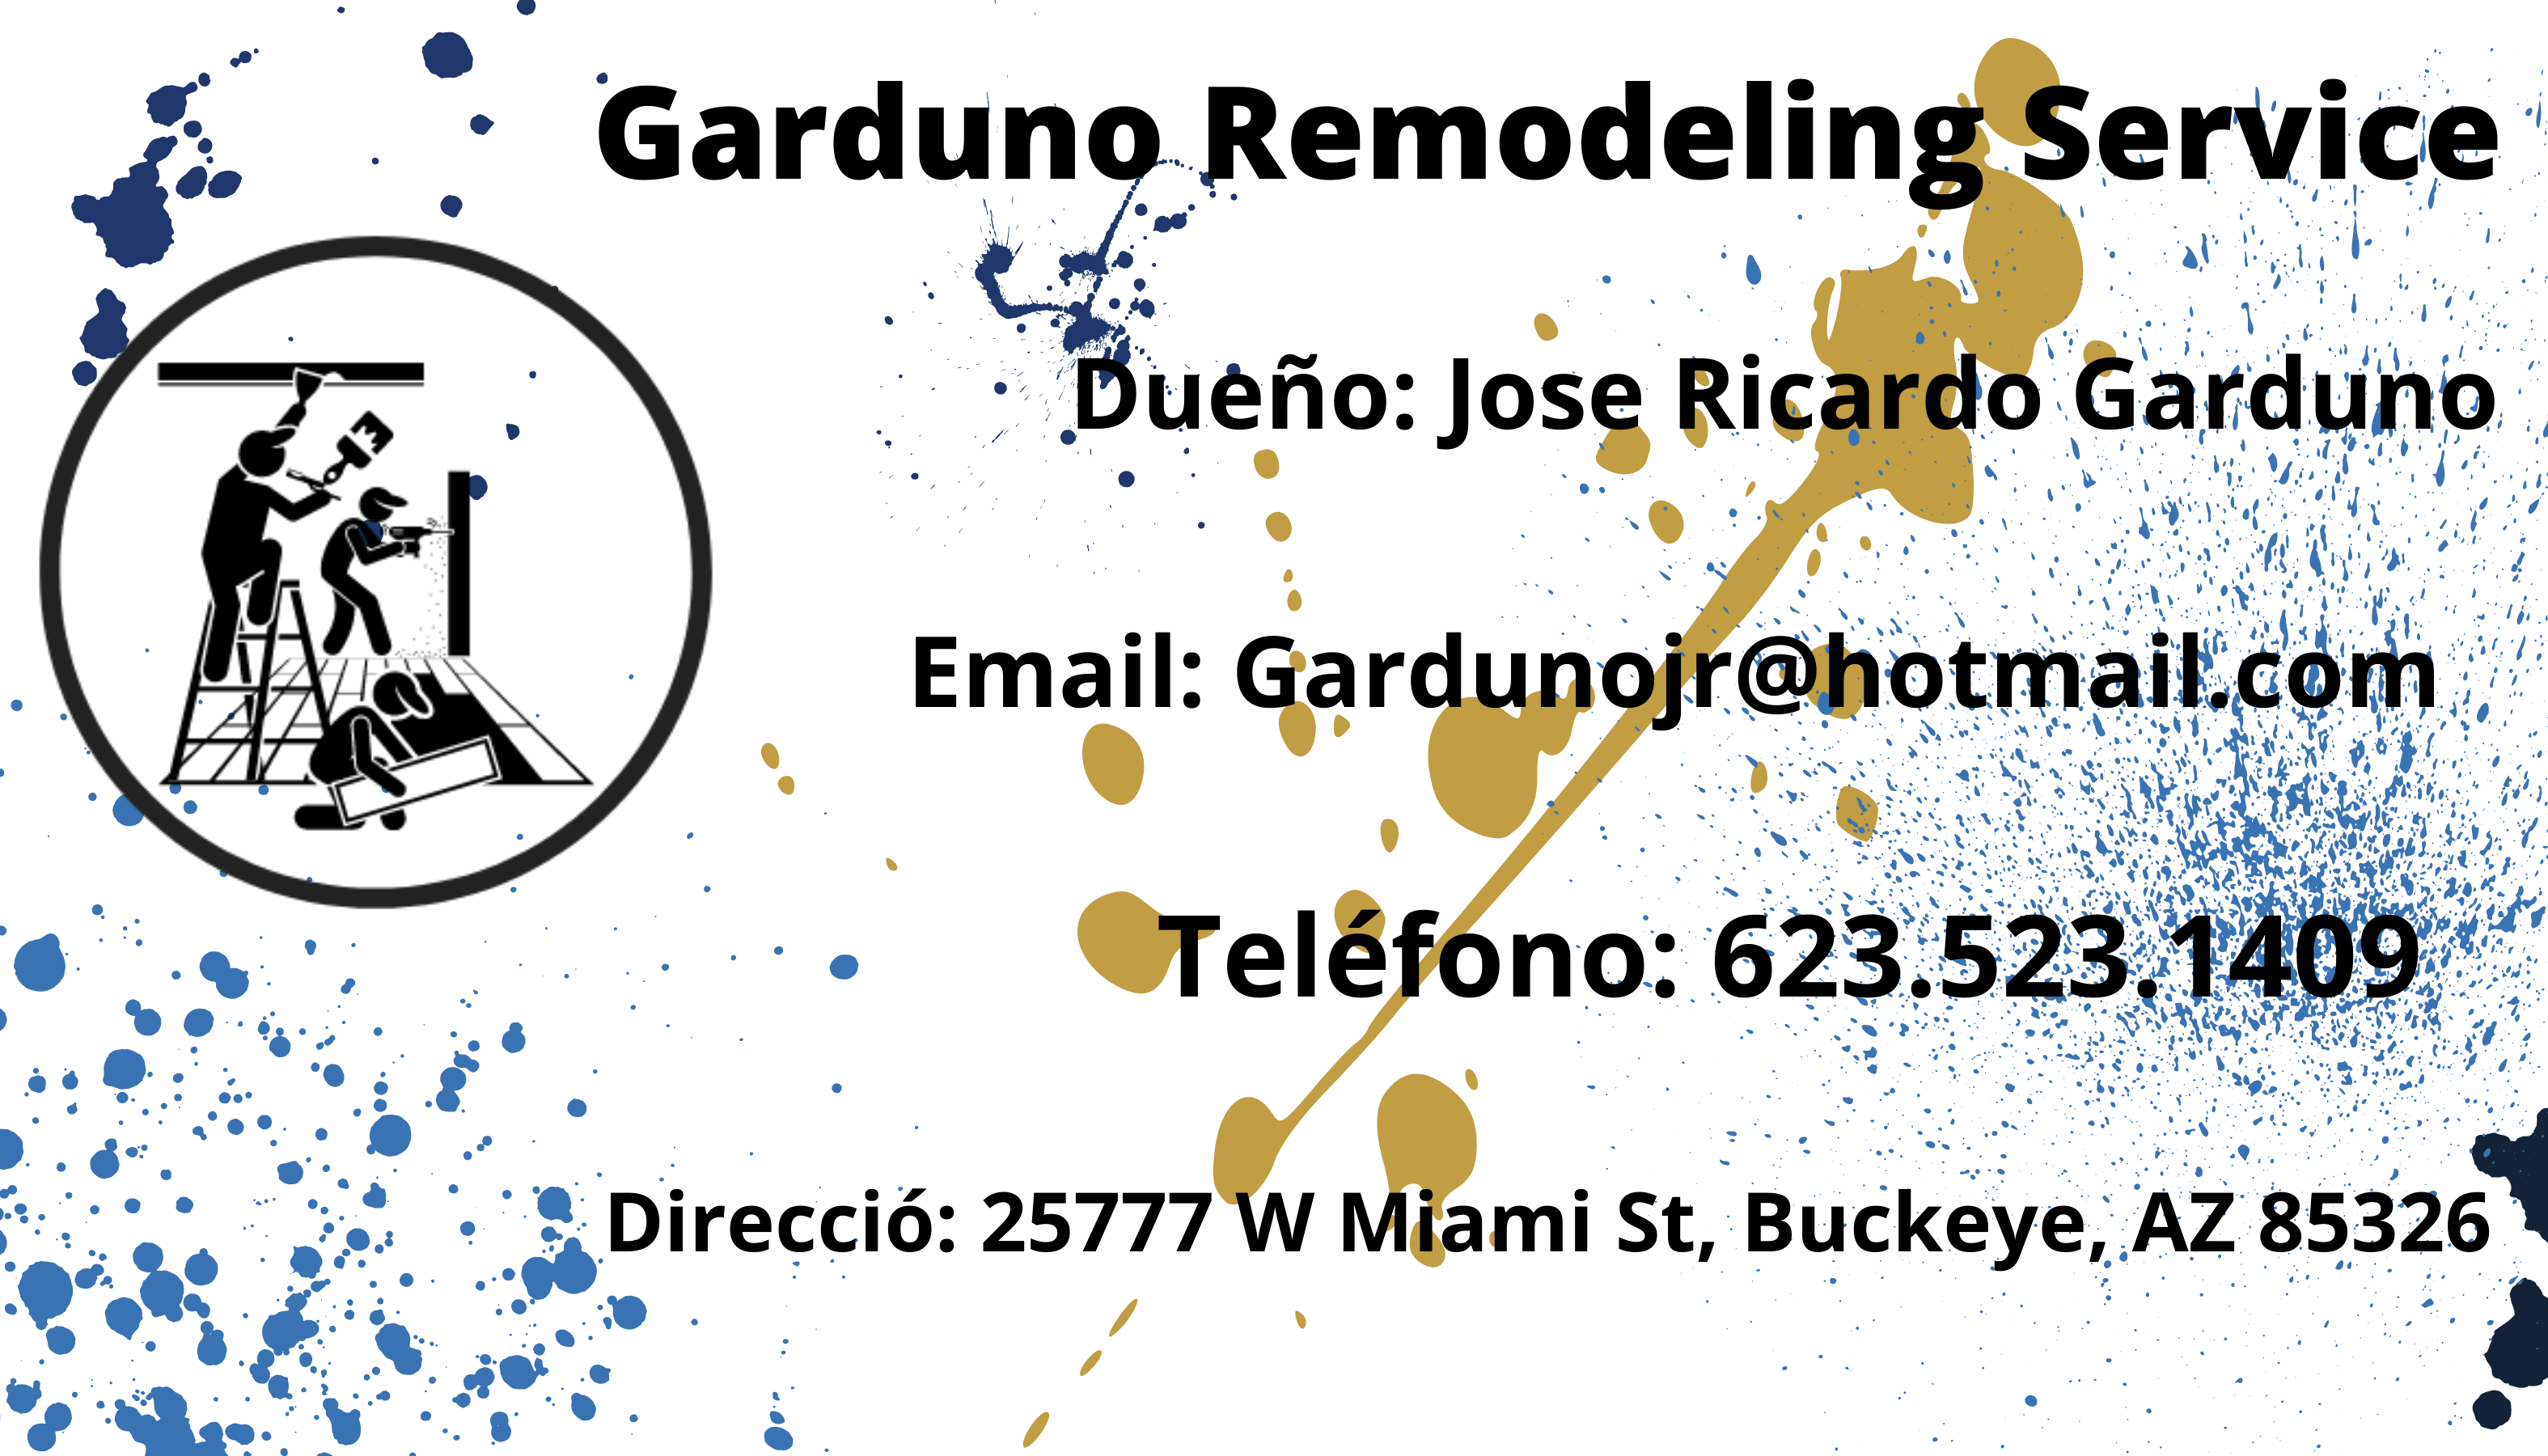 Garduno Remodeling Service
Dueño: Jose Ricardo Garduno
Email: Gardunojr@hotmail.com
Teléfono: 623.523.1409
Direcció: 25777 W Miami St, Buckeye, AZ 85326